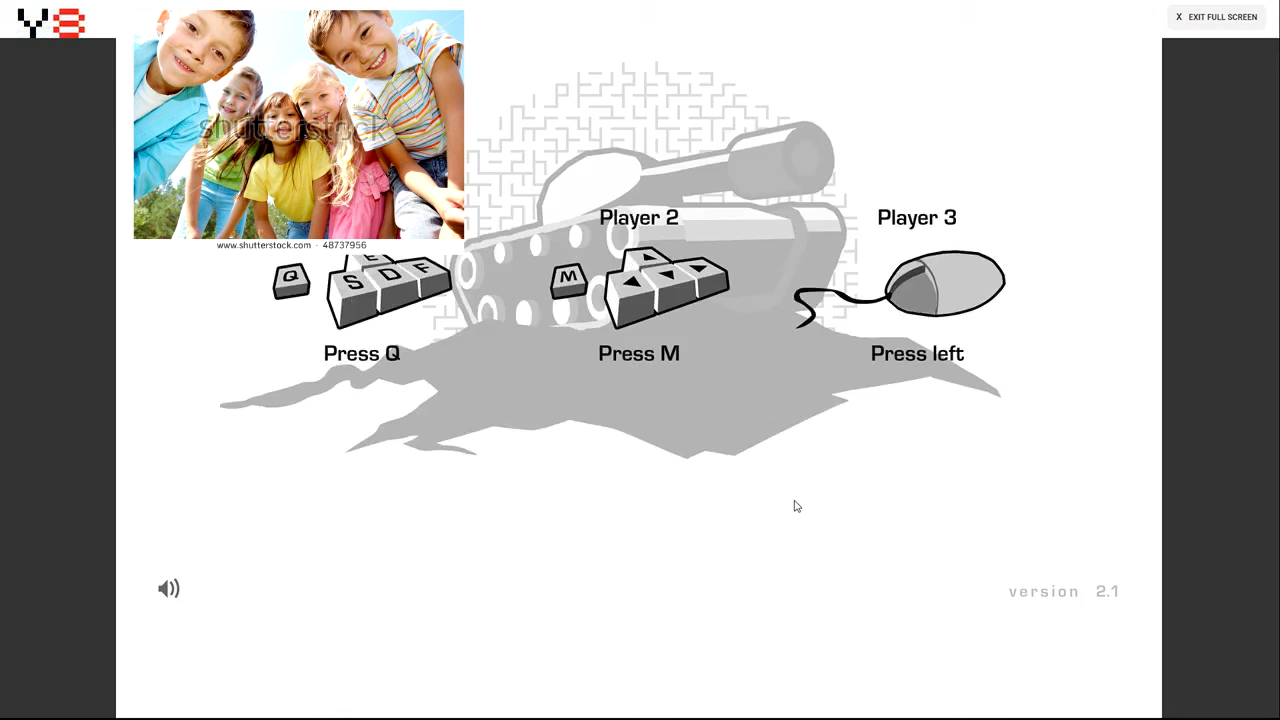 Y8
X EXIT FULL SCREEN
shutterstock
www.shutterstock.com · 48737956
Player 2
Player 3
Q
E
S D F
M
Press Q
Press M
Press left
version 2.1